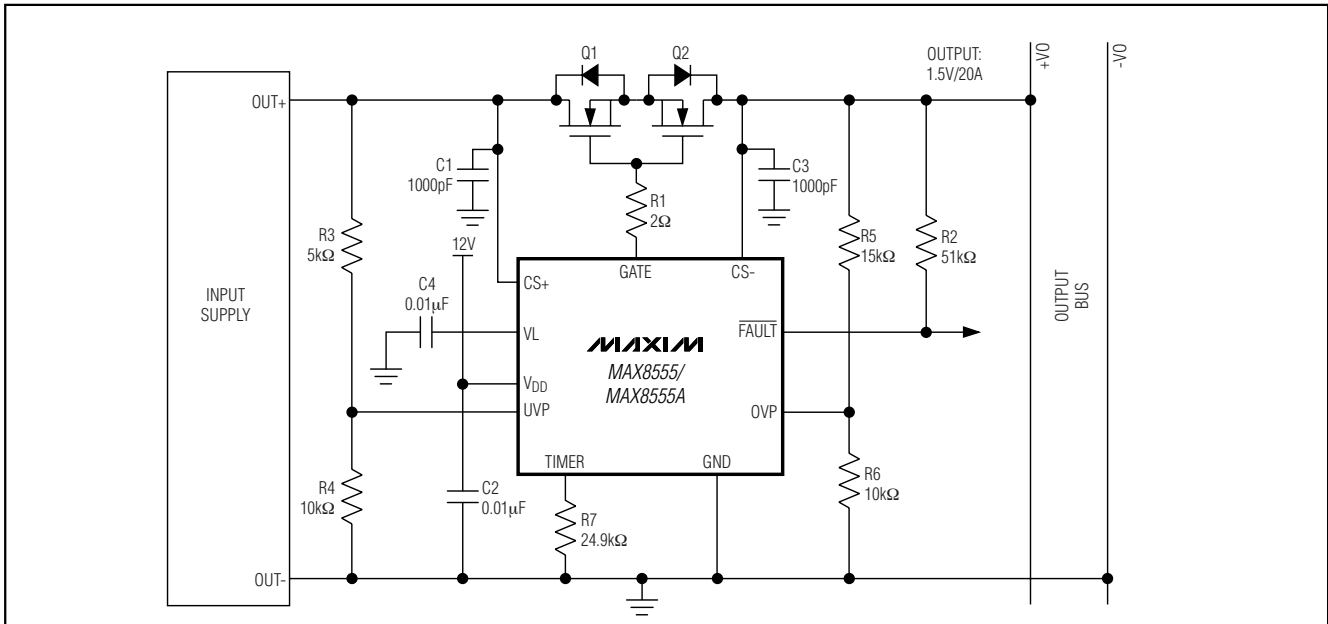 Q1
Q2
OUTPUT:
1.5V/20A
+VO
-VO
OUT+
C1
1000pF
C3
1000pF
R1
2Ω
R3
5kΩ
12V
R5
15kΩ
R2
51kΩ
GATE
CS-
CS+
INPUT
SUPPLY
C4
0.01µF
OUTPUT
BUS
VL
FAULT
MAXIM
MAX8555/
MAX8555A
VDD
UVP
OVP
TIMER
GND
R4
10kΩ
C2
0.01µF
R7
24.9kΩ
R6
10kΩ
OUT-